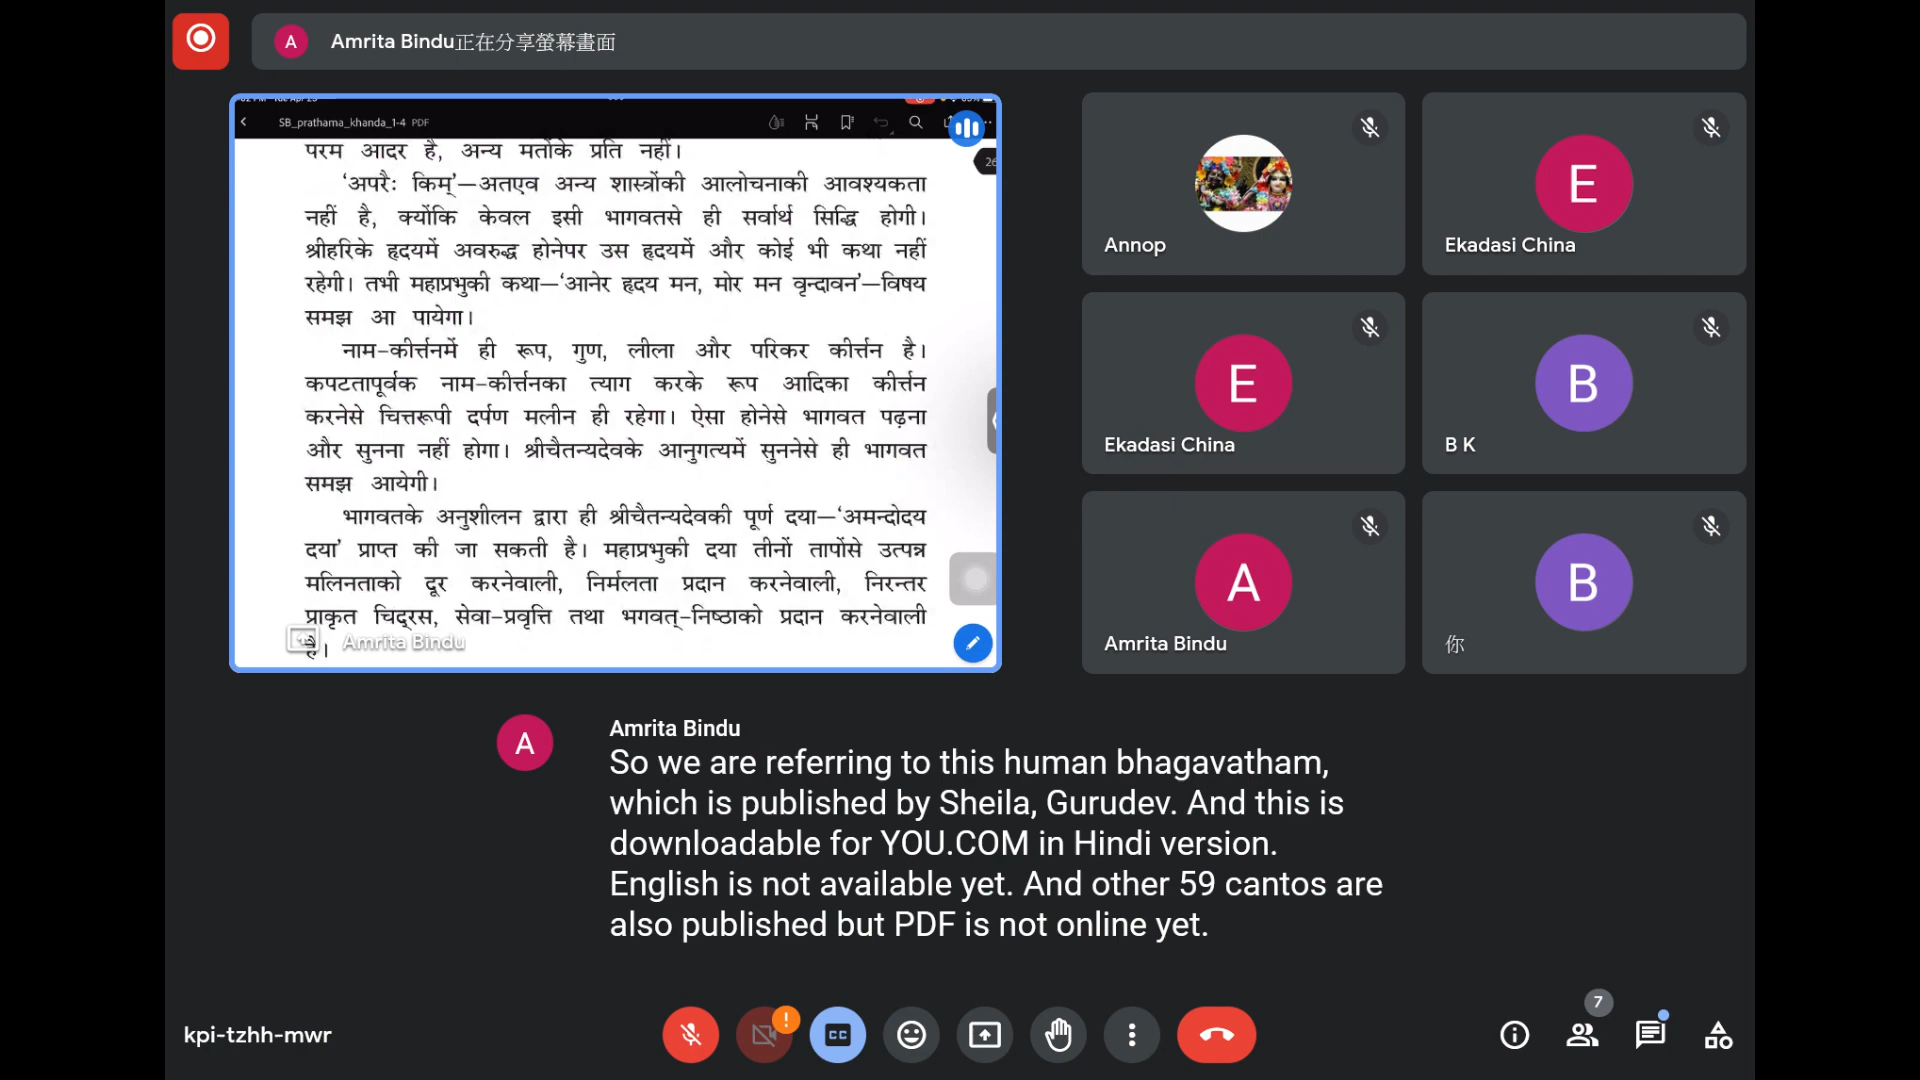 A
Amrita Bindu正在分享螢幕畫面
SB_prathama_khanda_1-4 PDF
26
परम आदर है, अन्य मतोंके प्रति नहीं।
‘अपरैः किम्’—अतएव अन्य शास्त्रोंकी आलोचनाकी आवश्यकता
नहीं है, क्योंकि केवल इसी भागवतसे ही सर्वार्थ सिद्धि होगी।
श्रीहरिके हृदयमें अवरुद्ध होनेपर उस हृदयमें और कोई भी कथा नहीं
रहेगी। तभी महाप्रभुकी कथा—‘आनेर हृदय मन, मोर मन वृन्दावन’—विषय
समझ आ पायेगा।
नाम-कीर्त्तनमें ही रूप, गुण, लीला और परिकर कीर्त्तन है।
कपटतापूर्वक नाम-कीर्त्तनका त्याग करके रूप आदिका कीर्त्तन
करनेसे चित्तरूपी दर्पण मलीन ही रहेगा। ऐसा होनेसे भागवत पढ़ना
और सुनना नहीं होगा। श्रीचैतन्यदेवके आनुगत्यमें सुननेसे ही भागवत
समझ आयेगी।
भागवतके अनुशीलन द्वारा ही श्रीचैतन्यदेवकी पूर्ण दया—‘अमन्दोदय
दया’ प्राप्त की जा सकती है। महाप्रभुकी दया तीनों तापोंसे उत्पन्न
मलिनताको दूर करनेवाली, निर्मलता प्रदान करनेवाली, निरन्तर
प्राकृत चिद्रस, सेवा-प्रवृत्ति तथा भगवत्-निष्ठाको प्रदान करनेवाली
है।
Amrita Bindu
Annop
E
Ekadasi China
E
Ekadasi China
B
B K
A
Amrita Bindu
B
你
A
Amrita Bindu
So we are referring to this human bhagavatham,
which is published by Sheila, Gurudev. And this is
downloadable for YOU.COM in Hindi version.
English is not available yet. And other 59 cantos are
also published but PDF is not online yet.
kpi-tzhh-mwr
!
CC
7